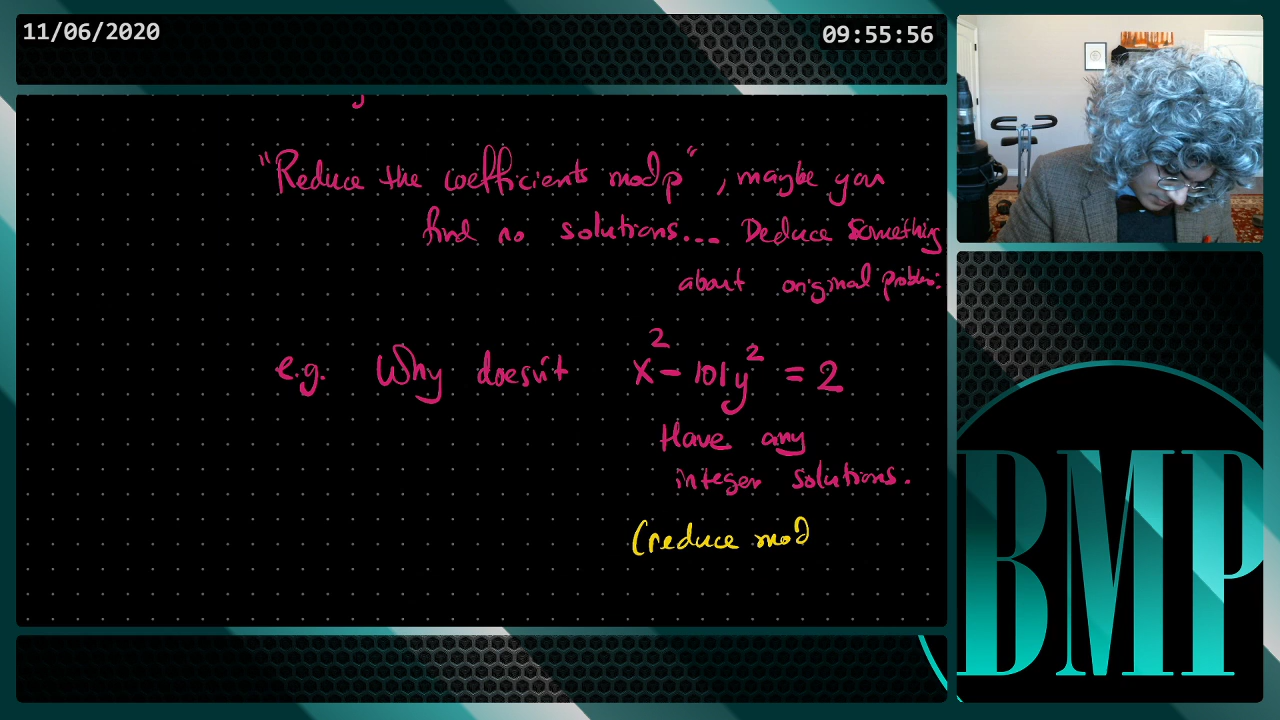 11/06/2020
09:55:56
"Reduce the coefficients mod p", maybe you
find no solutions... Deduce something
about original problem:
e.g. Why doesn't x² - 101y² = 2
Have any
integer solutions.
(reduce mod
BMP